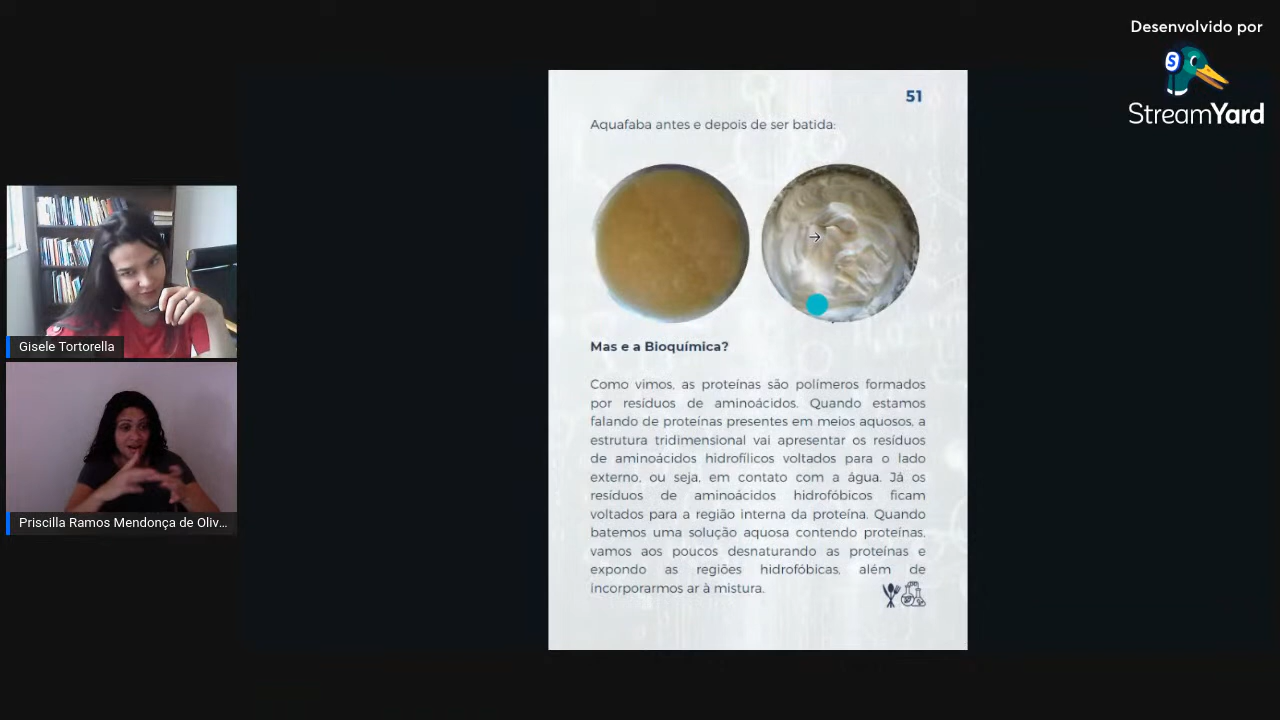 Desenvolvido por
S
StreamYard
51
Aquafaba antes e depois de ser batida:
Mas e a Bioquímica?
Como vimos, as proteínas são polímeros formados
por resíduos de aminoácidos. Quando estamos
falando de proteínas presentes em meios aquosos, a
estrutura tridimensional vai apresentar os resíduos
de aminoácidos hidrofílicos voltados para o lado
externo, ou seja, em contato com a água. Já os
resíduos de aminoácidos hidrofóbicos ficam
voltados para a região interna da proteína. Quando
batemos uma solução aquosa contendo proteínas,
vamos aos poucos desnaturando as proteínas e
expondo as regiões hidrofóbicas, além de
incorporarmos ar à mistura.
Gisele Tortorella
Priscilla Ramos Mendonça de Oliv...